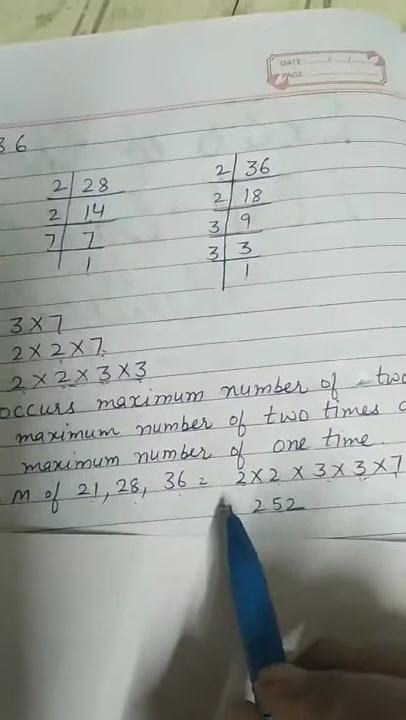 DATE: / /
PAGE:
36
2 28 2 36
2 14 2 18
7 7 3 9
1 3 3
1
3 × 7
2 × 2 × 7
2 × 2 × 3 × 3
occurs maximum number of two
maximum number of two times
maximum number of one time.
M of 21, 28, 36 = 2 × 2 × 3 × 3 × 7
252